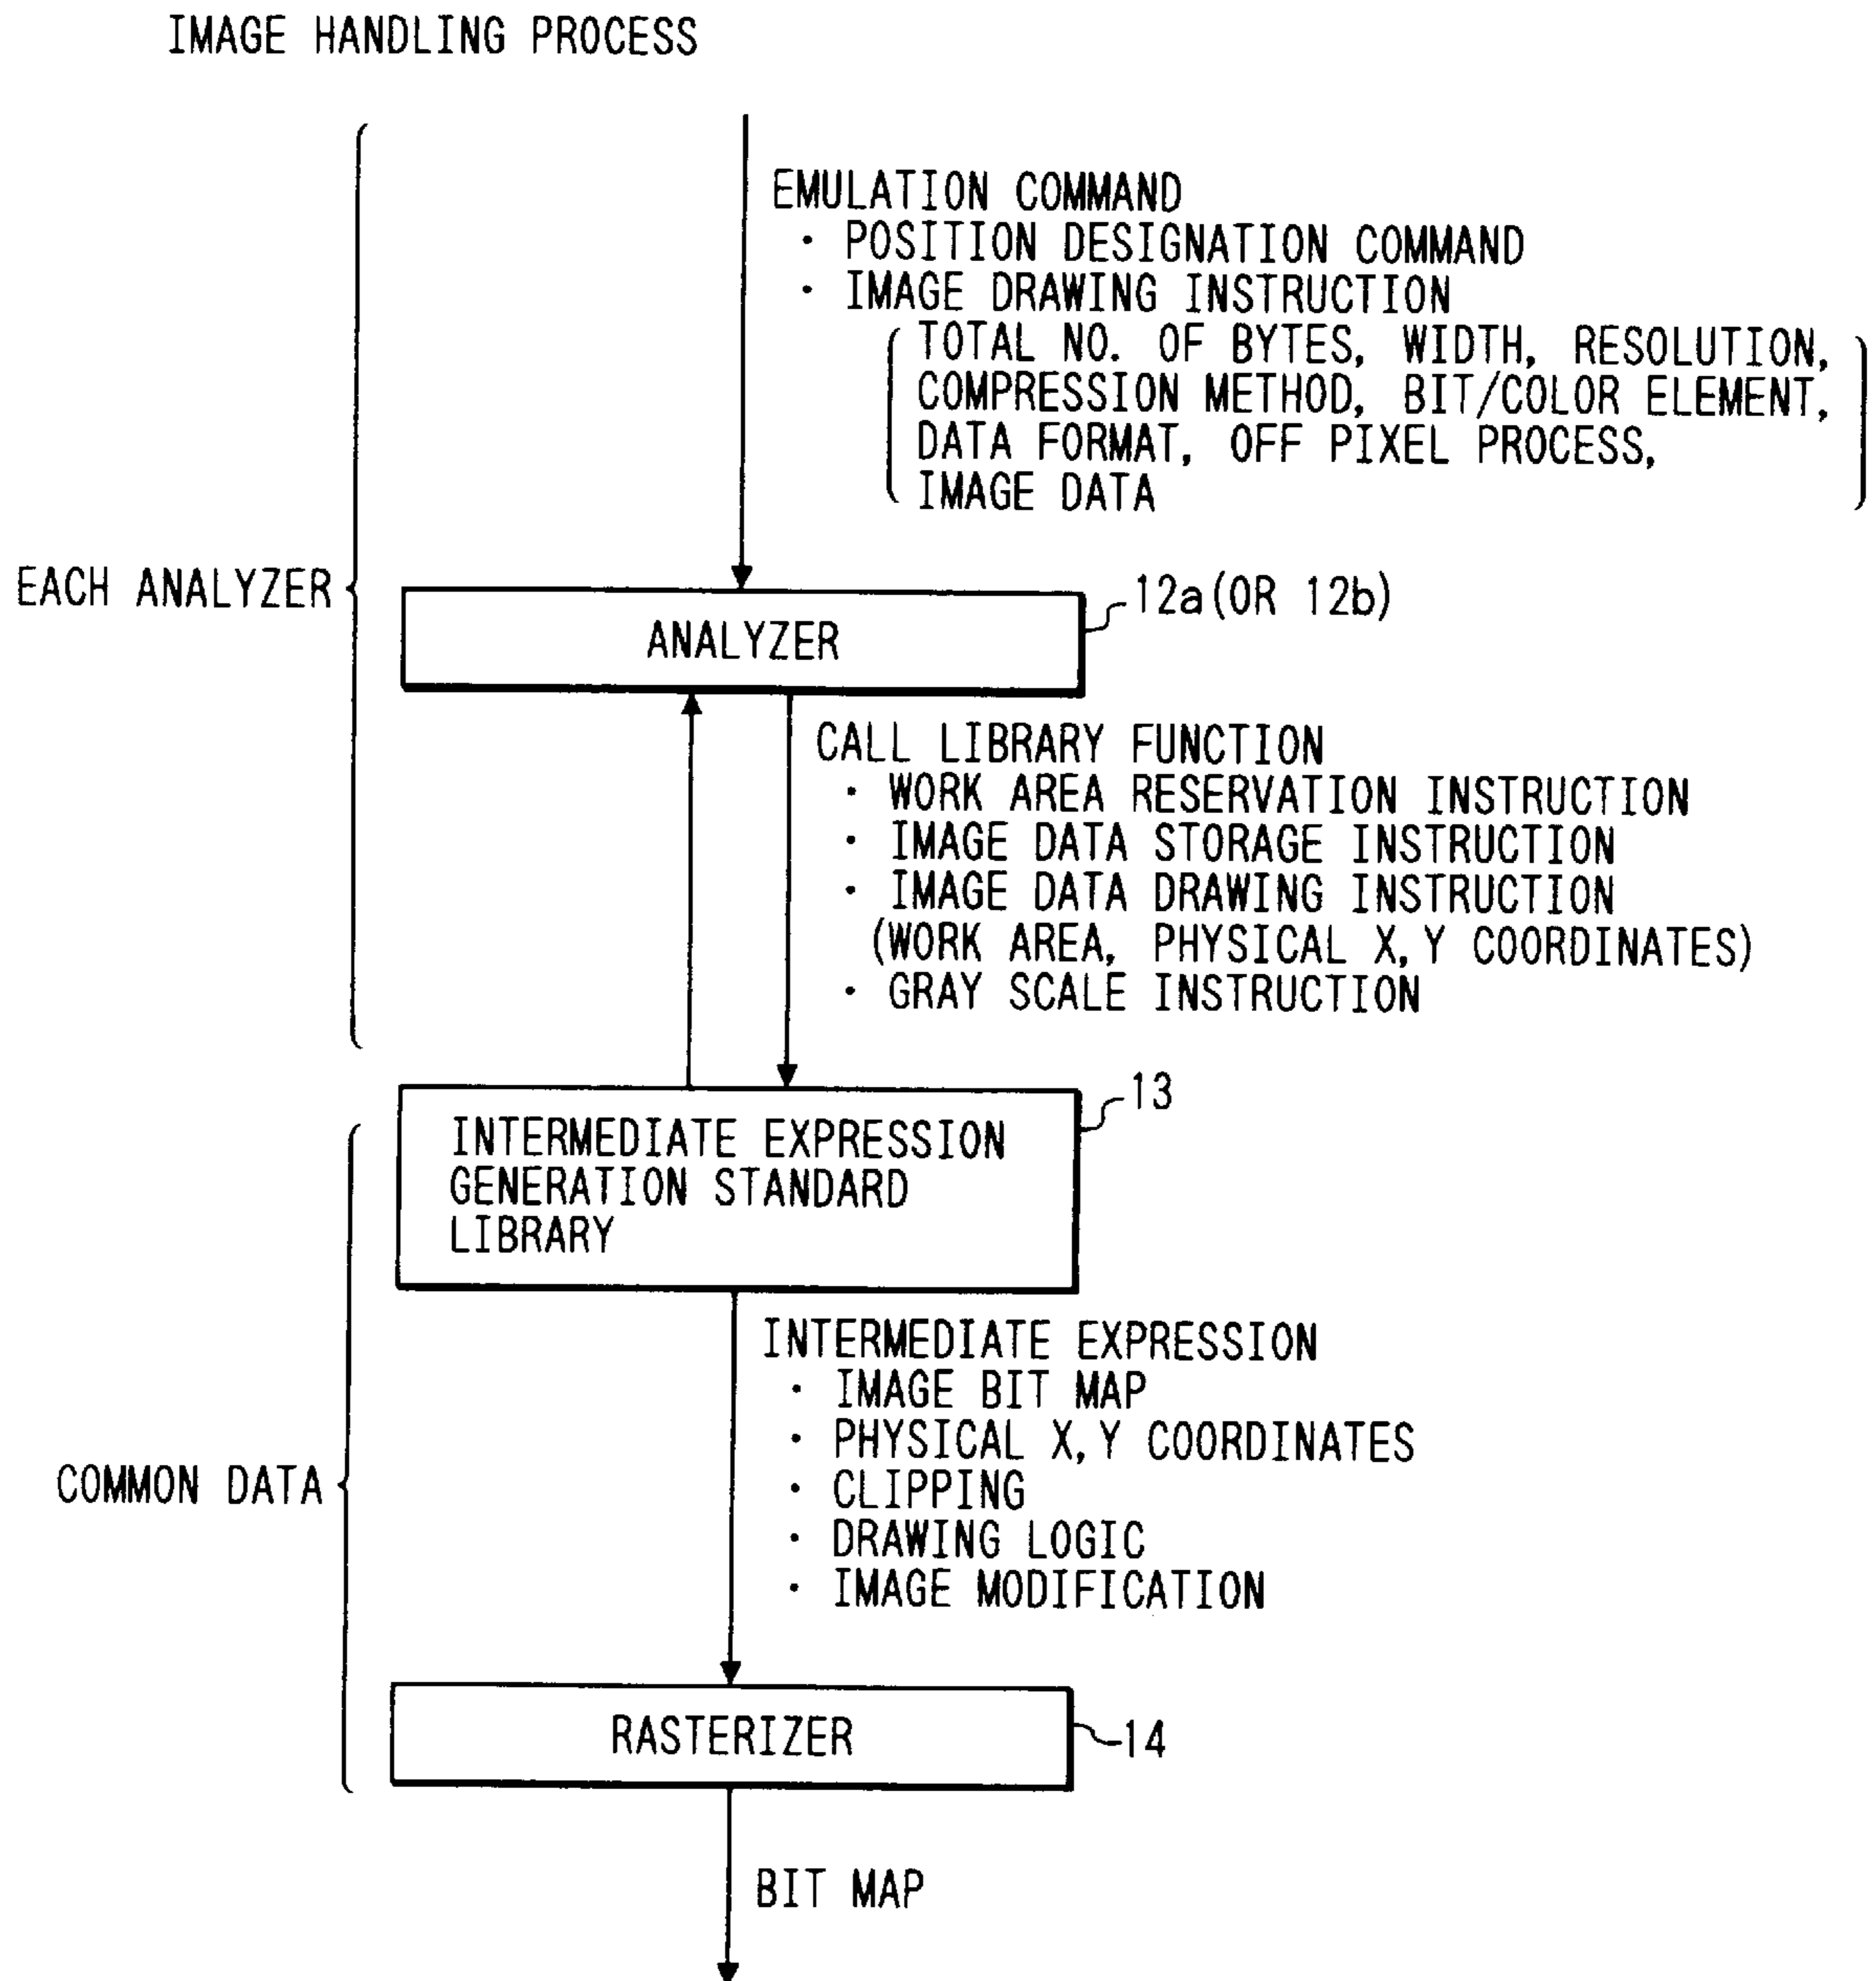 IMAGE HANDLING PROCESS
EMULATION COMMAND
· POSITION DESIGNATION COMMAND
· IMAGE DRAWING INSTRUCTION
TOTAL NO. OF BYTES, WIDTH, RESOLUTION,
COMPRESSION METHOD, BIT/COLOR ELEMENT,
DATA FORMAT, OFF PIXEL PROCESS,
IMAGE DATA
EACH ANALYZER
12a(OR 12b)
ANALYZER
CALL LIBRARY FUNCTION
· WORK AREA RESERVATION INSTRUCTION
· IMAGE DATA STORAGE INSTRUCTION
· IMAGE DATA DRAWING INSTRUCTION
(WORK AREA, PHYSICAL X,Y COORDINATES)
· GRAY SCALE INSTRUCTION
13
INTERMEDIATE EXPRESSION
GENERATION STANDARD
LIBRARY
INTERMEDIATE EXPRESSION
· IMAGE BIT MAP
· PHYSICAL X,Y COORDINATES
· CLIPPING
· DRAWING LOGIC
· IMAGE MODIFICATION
COMMON DATA
RASTERIZER
14
BIT MAP